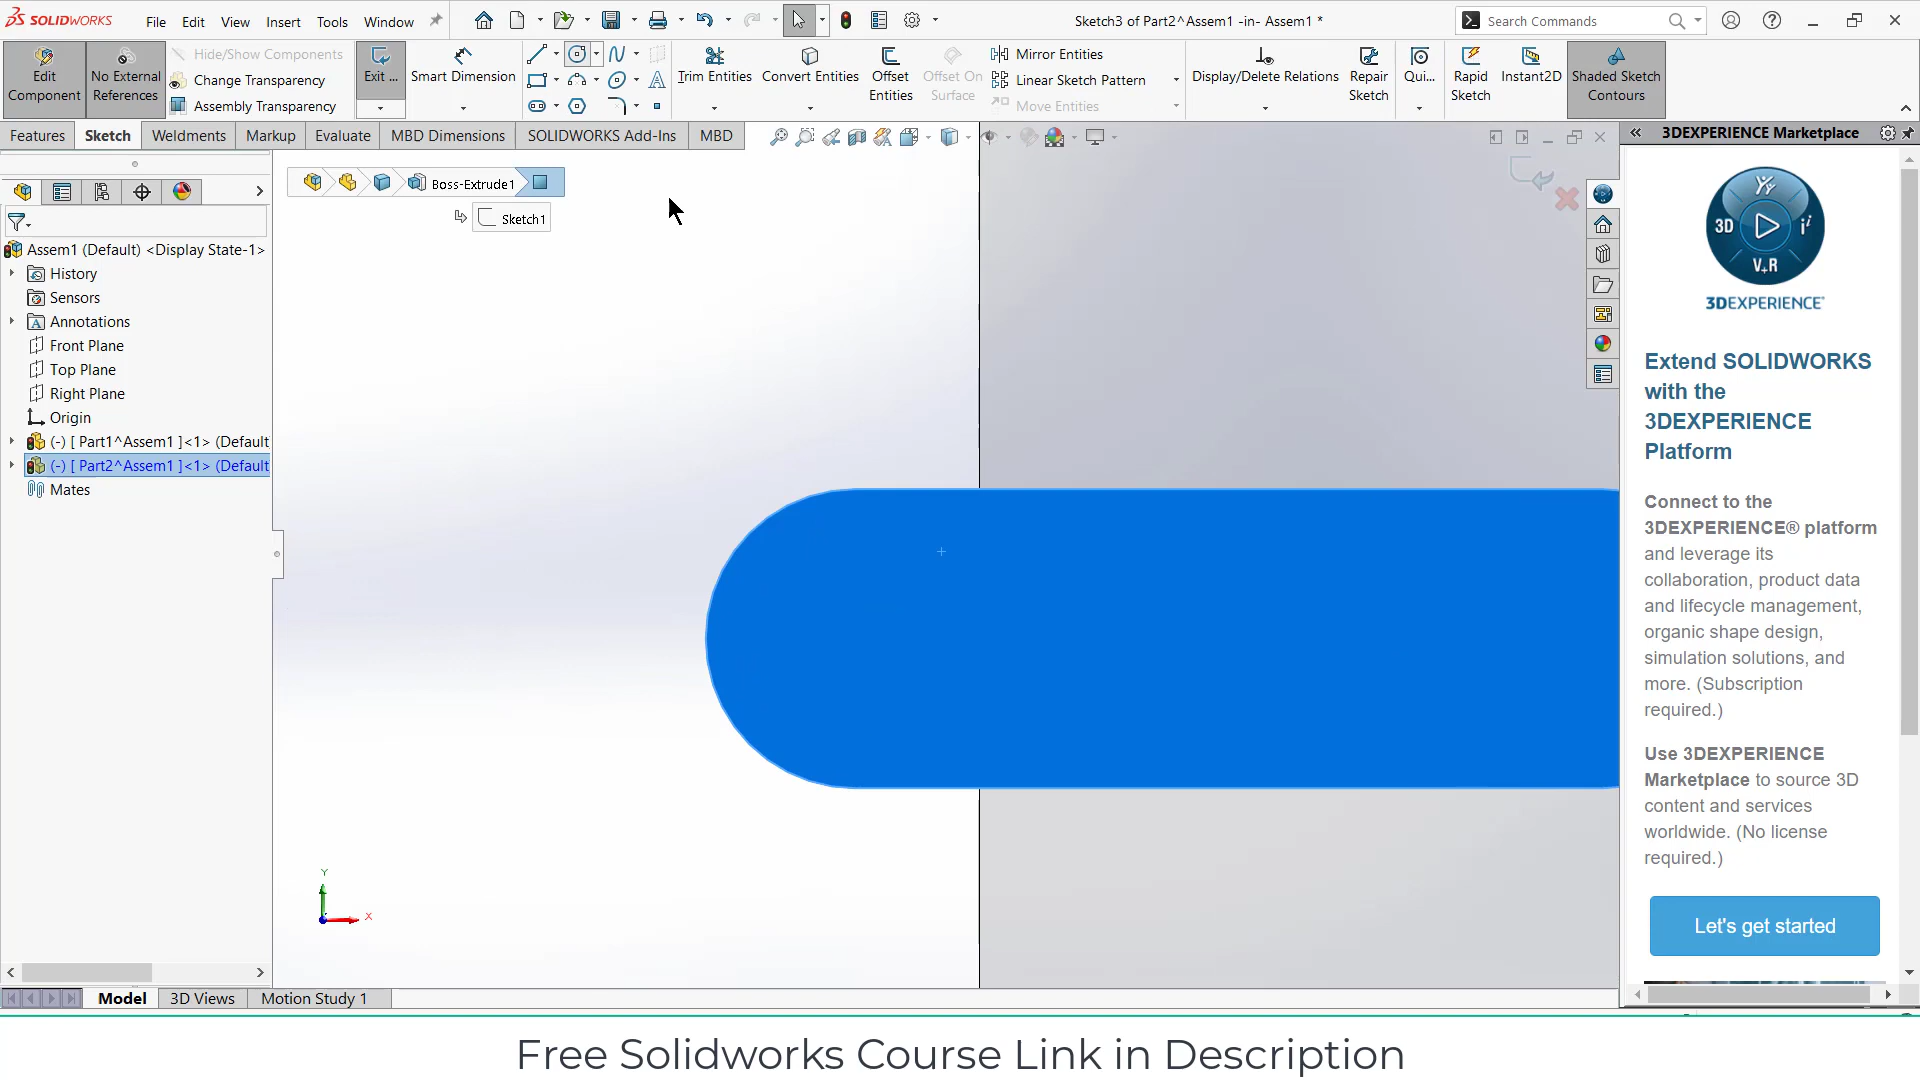 SOLIDWORKS
File
Edit
View
Insert
Tools
Window
Sketch3 of Part2^Assem1 -in- Assem1 *
Search Commands
Edit
Component
No External
References
Hide/Show Components
Change Transparency
Assembly Transparency
Exit ...
Smart Dimension
Trim Entities
Convert Entities
Offset
Entities
Offset On
Surface
Mirror Entities
Linear Sketch Pattern
Move Entities
Display/Delete Relations
Repair
Sketch
Qui...
Rapid
Sketch
Instant2D
Shaded Sketch
Contours
Features
Sketch
Weldments
Markup
Evaluate
MBD Dimensions
SOLIDWORKS Add-Ins
MBD
3DEXPERIENCE Marketplace
Boss-Extrude1
Sketch1
Assem1 (Default) <Display State-1>
History
Sensors
Annotations
Front Plane
Top Plane
Right Plane
Origin
(-) [ Part1^Assem1 ]<1> (Default
(-) [ Part2^Assem1 ]<1> (Default
Mates
3D
V+R
3DEXPERIENCE
Extend SOLIDWORKS
with the
3DEXPERIENCE
Platform
Connect to the
3DEXPERIENCE® platform
and leverage its
collaboration, product data
and lifecycle management,
organic shape design,
simulation solutions, and
more. (Subscription
required.)
Use 3DEXPERIENCE
Marketplace to source 3D
content and services
worldwide. (No license
required.)
Let's get started
Y
X
Model
3D Views
Motion Study 1
Free Solidworks Course Link in Description